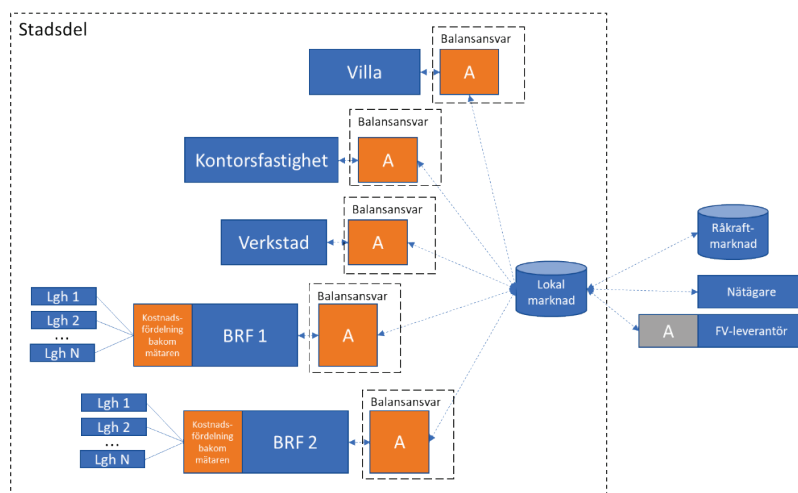 Stadsdel
Balansansvar
Villa
A
Balansansvar
Kontorsfastighet
A
Balansansvar
Verkstad
A
Råkraft-
marknad
Lokal
marknad
Nätägare
A
FV-leverantör
Lgh 1
Lgh 2
...
Lgh N
Kostnads-
fördelning
bakom
mätaren
BRF 1
Balansansvar
A
Lgh 1
Lgh 2
...
Lgh N
Kostnads-
fördelning
bakom
mätaren
BRF 2
Balansansvar
A